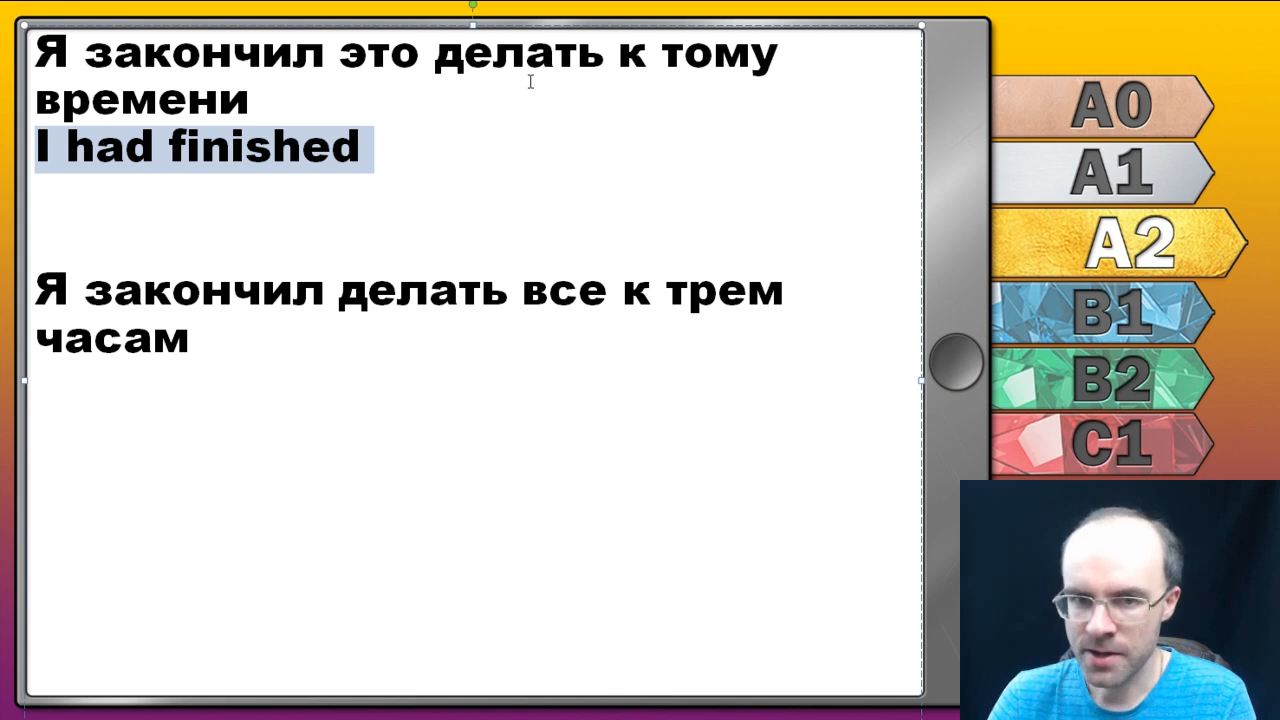 Я закончил это делать к тому
времени
I had finished
Я закончил делать все к трем
часам
A0
A1
A2
B1
B2
C1